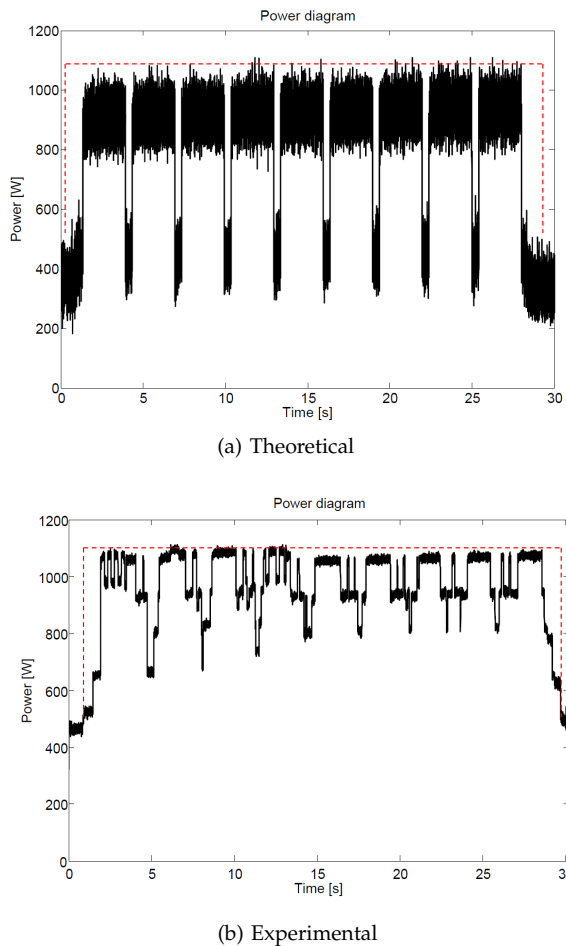 Power diagram
1200
1000
800
600
400
200
0
Power [W]
0 5 10 15 20 25 30
Time [s]
(a) Theoretical
Power diagram
1200
1000
800
600
400
200
0
Power [W]
0 5 10 15 20 25 3
Time [s]
(b) Experimental